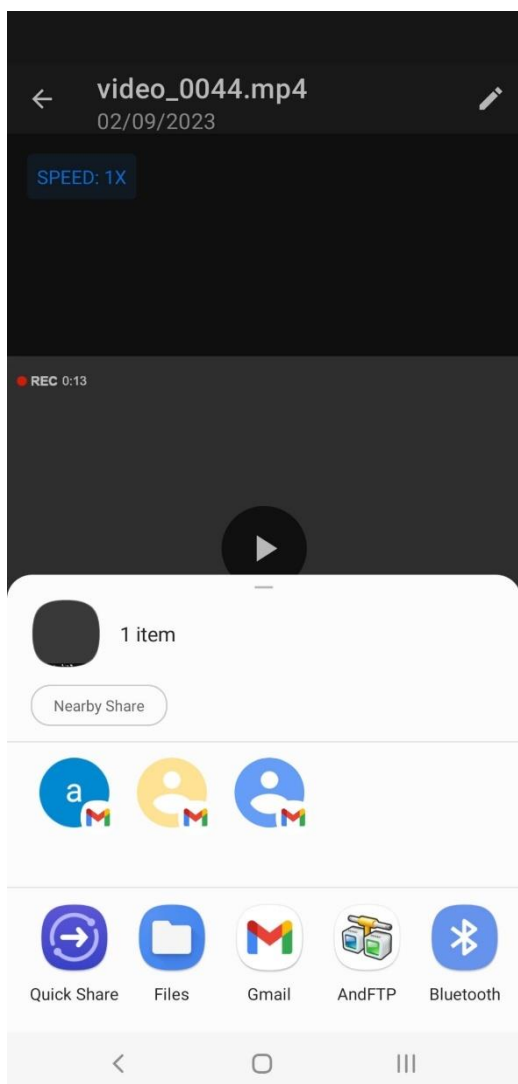 video_0044.mp4
02/09/2023
SPEED: 1X
REC 0:13
1 item
Nearby Share
a
Quick Share Files Gmail AndFTP Bluetooth